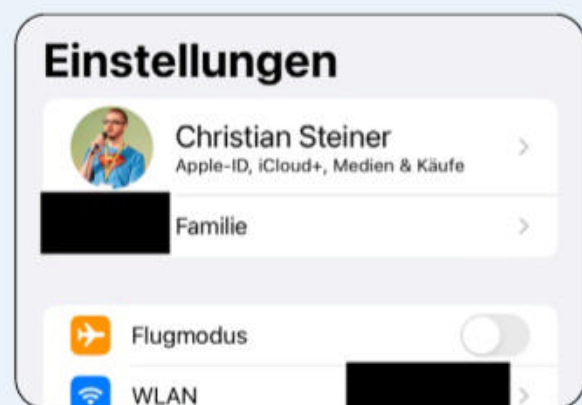 Einstellungen
Christian Steiner
Apple-ID, iCloud+, Medien & Käufe
Familie
Flugmodus
WLAN